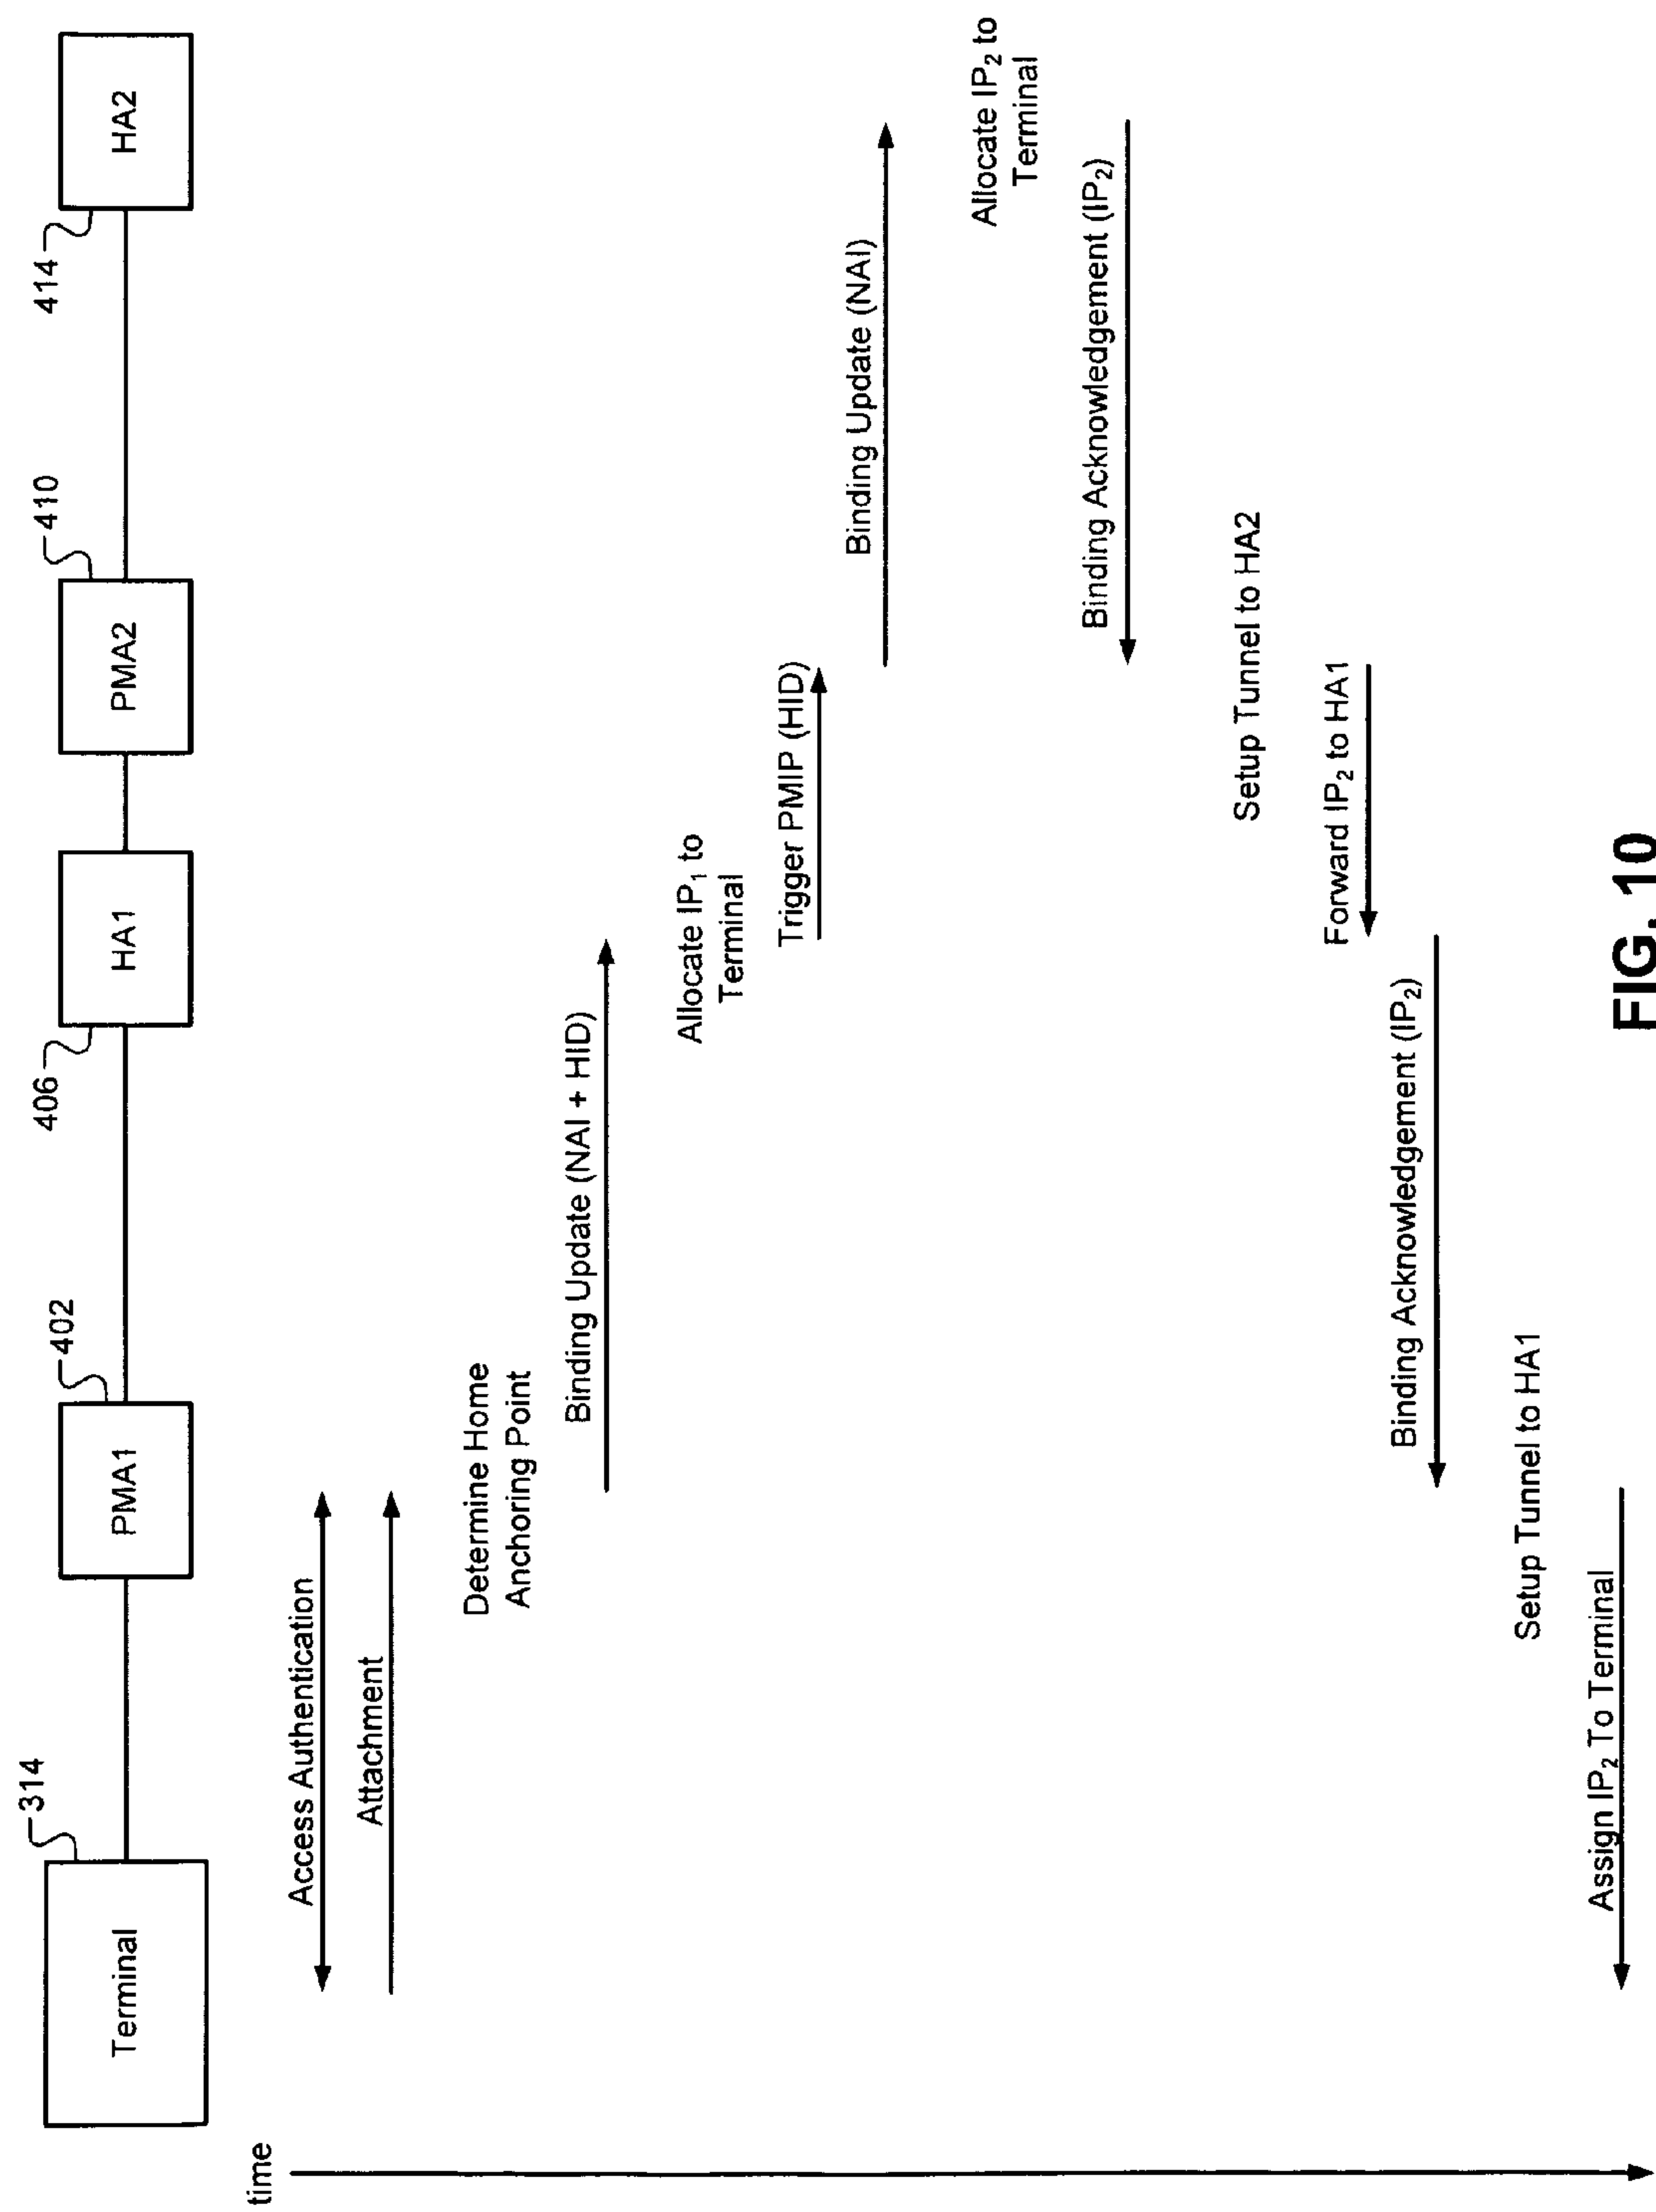 314
402
406
410
414
Terminal
PMA1
HA1
PMA2
HA2
time
Access Authentication
Attachment
Determine Home
Anchoring Point
Binding Update (NAI + HID)
Allocate IP₁ to
Terminal
Trigger PMIP (HID)
Binding Update (NAI)
Allocate IP₂ to
Terminal
Binding Acknowledgement (IP₂)
Setup Tunnel to HA2
Forward IP₂ to HA1
Binding Acknowledgement (IP₂)
Setup Tunnel to HA1
Assign IP₂ To Terminal
FIG. 10